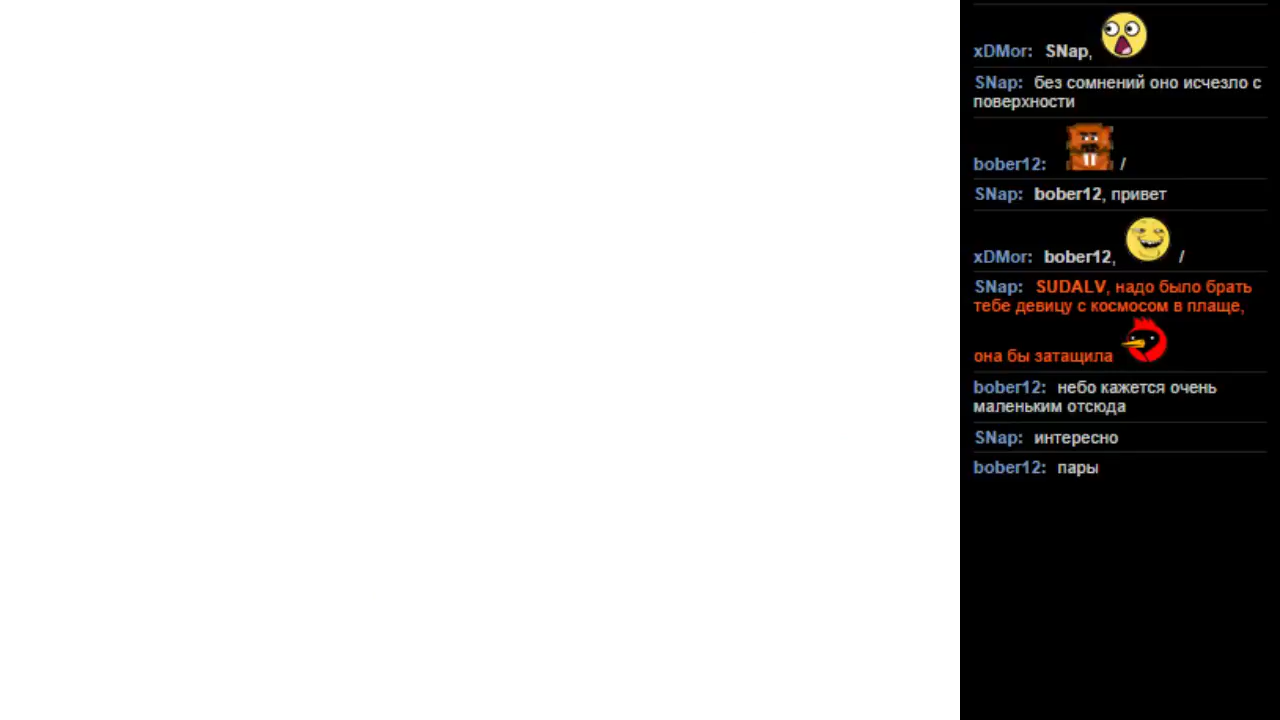 xDMor: SNap,
SNap: без сомнений оно исчезло с
поверхности
bober12: /
SNap: bober12, привет
xDMor: bober12, /
SNap: SUDALV, надо было брать
тебе девицу с космосом в плаще,
она бы затащила
bober12: небо кажется очень
маленьким отсюда
SNap: интересно
bober12: пары